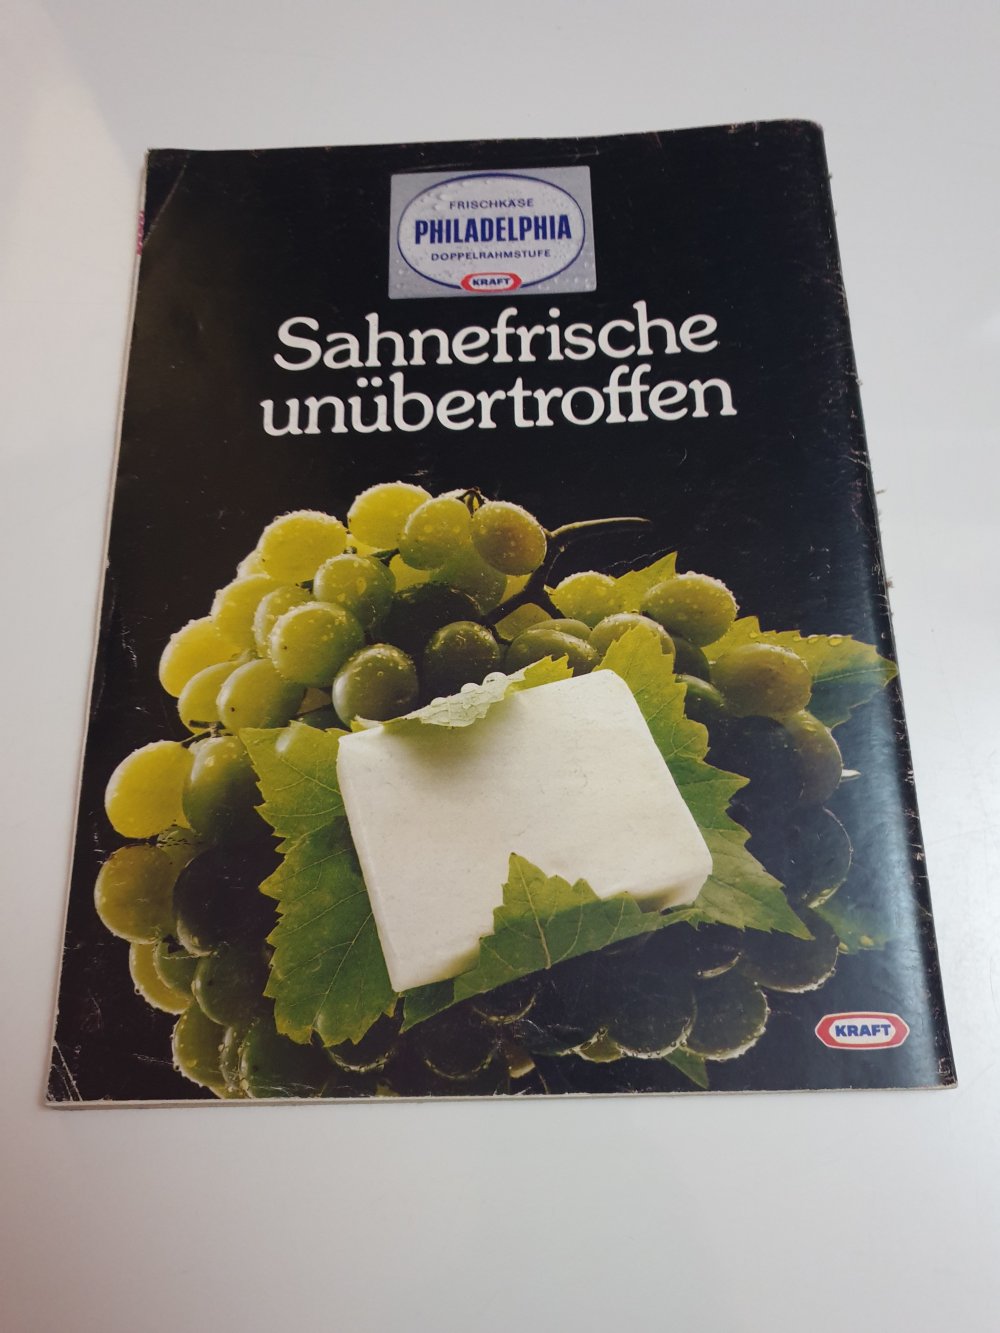 FRISCHKÄSE
PHILADELPHIA
DOPPELRAHMSTUFE
KRAFT
Sahnefrische
unübertroffen
KRAFT